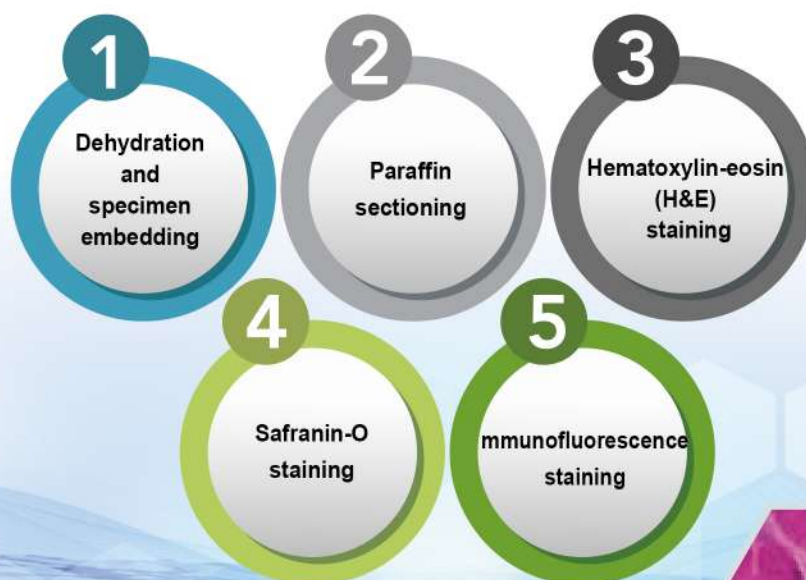 1
Dehydration
and
specimen
embedding
2
Paraffin
sectioning
3
Hematoxylin-eosin
(H&E)
staining
4
Safranin-O
staining
5
mmunofluorescence
staining